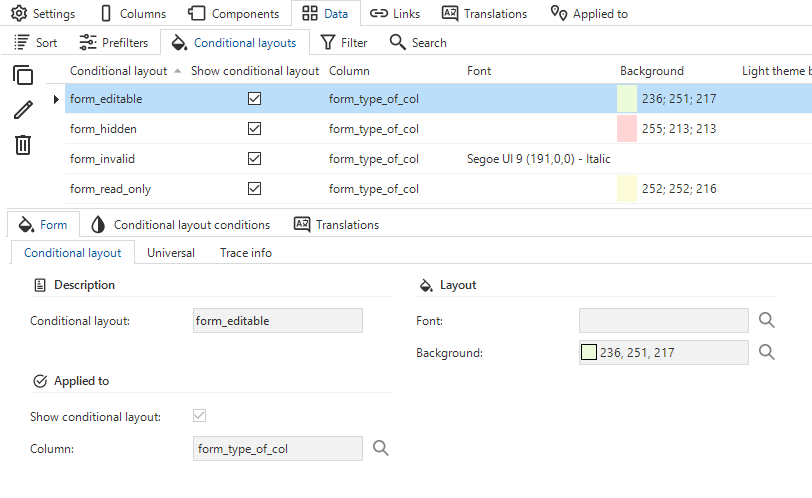 Settings Columns Components Data Links Translations Applied to
Sort Prefilters Conditional layouts Filter Search
Conditional layout Show conditional layout Column Font Background Light theme b
form_editable form_type_of_col 236; 251; 217
form_hidden form_type_of_col 255; 213; 213
form_invalid form_type_of_col Segoe UI 9 (191,0,0) - Italic
form_read_only form_type_of_col 252; 252; 216
Form Conditional layout conditions Translations
Conditional layout Universal Trace info
Description Layout
Conditional layout: form_editable Font:
Background: 236, 251, 217
Applied to
Show conditional layout:
Column: form_type_of_col